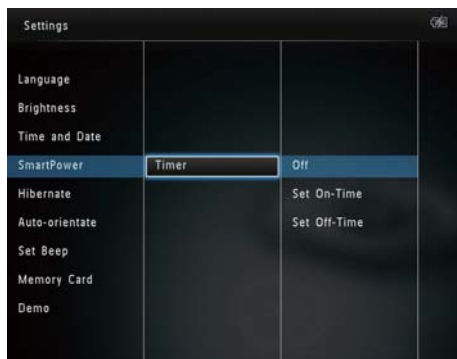 Settings
Language
Brightness
Time and Date
SmartPower Timer Off
Hibernate Set On-Time
Auto-orientate Set Off-Time
Set Beep
Memory Card
Demo